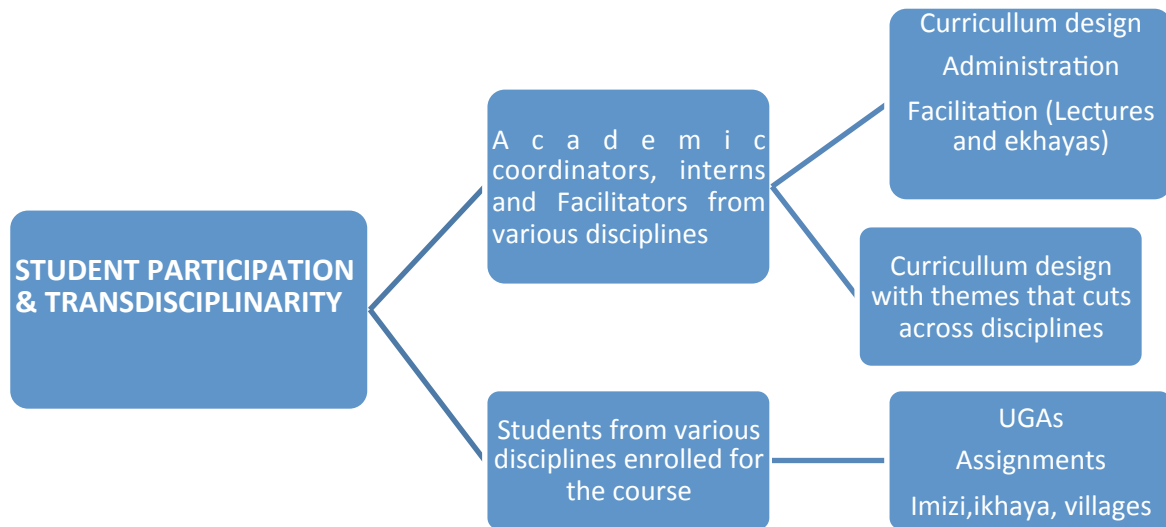 STUDENT PARTICIPATION
& TRANSDISCIPLINARITY
A c a d e m i c
coordinators, interns
and Facilitators from
various disciplines
Students from various
disciplines enrolled for
the course
Curricullum design
Administration
Facilitation (Lectures
and ekhayas)
Curricullum design
with themes that cuts
across disciplines
UGAs
Assignments
Imizi,ikhaya, villages